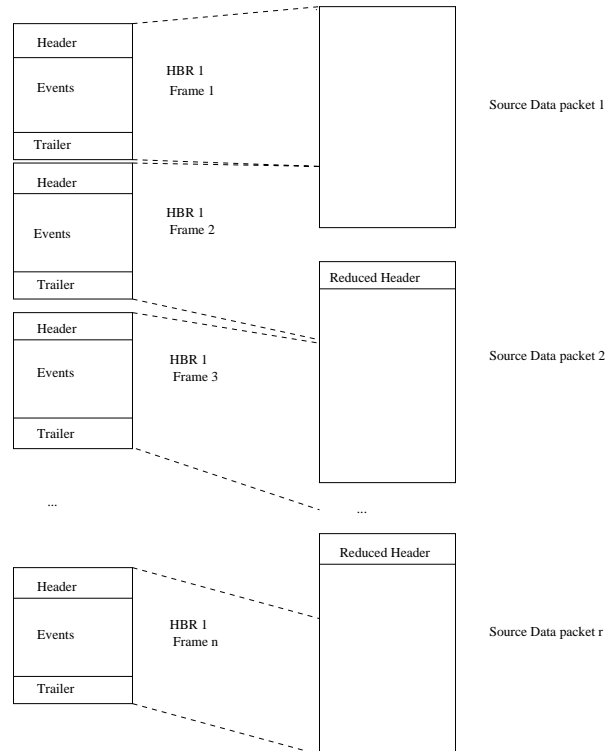 Header
Events
Trailer
HBR 1
Frame 1
Source Data packet 1
Header
Events
Trailer
HBR 1
Frame 2
Reduced Header
Source Data packet 2
Header
Events
Trailer
HBR 1
Frame 3
...
...
Reduced Header
Header
Events
Trailer
HBR 1
Frame n
Source Data packet r